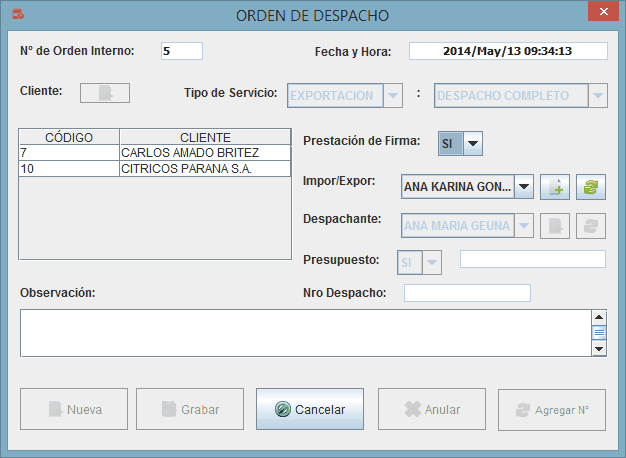 ORDEN DE DESPACHO
N° de Orden Interno: 5 Fecha y Hora: 2014/May/13 09:34:13
Cliente: Tipo de Servicio: EXPORTACION : DESPACHO COMPLETO
CÓDIGO CLIENTE
7 CARLOS AMADO BRITEZ
10 CITRICOS PARANA S.A.
Prestación de Firma: SI
Impor/Expor: ANA KARINA GON...
Despachante: ANA MARIA GEUNA
Presupuesto: SI
Observación: Nro Despacho:
Nueva Grabar Cancelar Anular Agregar N°